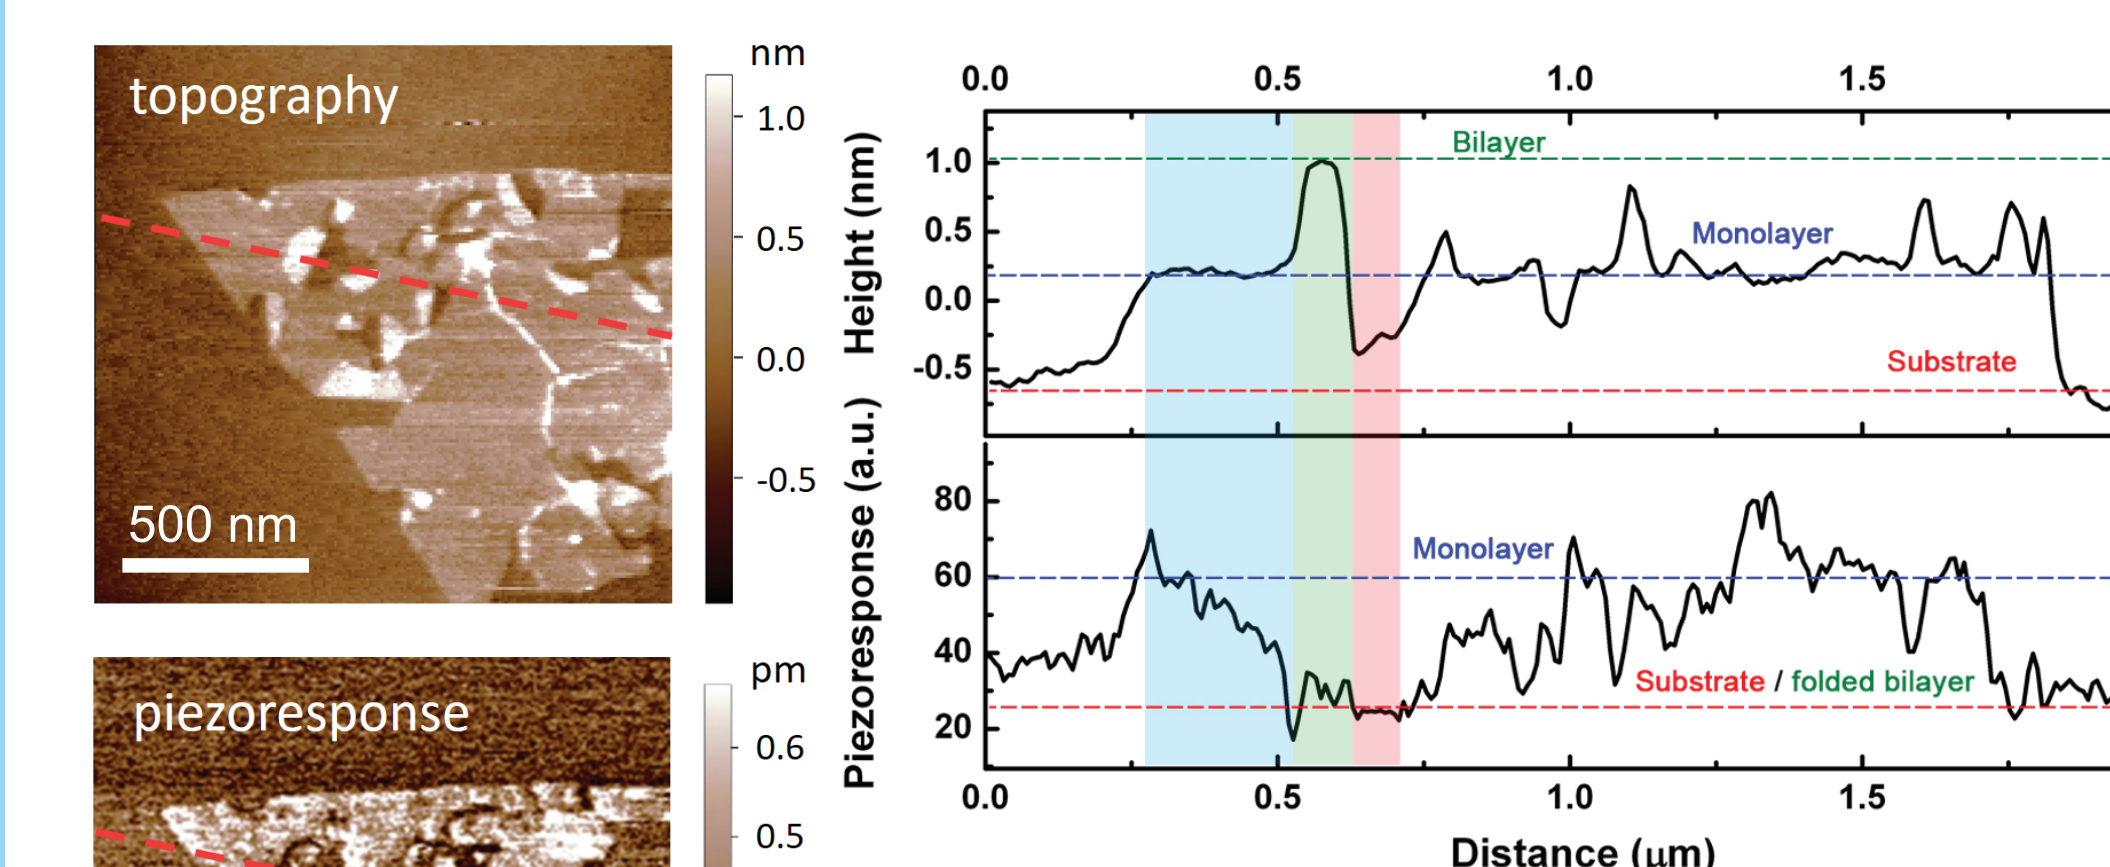 nm
topography
1.0
0.5
0.0
-0.5
500 nm
pm
piezoresponse
0.6
0.5
0.0 0.5 1.0 1.5
Height (nm)
1.0
0.5
0.0
-0.5
Bilayer
Monolayer
Substrate
Piezoresponse (a.u.)
80
60
40
20
Monolayer
Substrate / folded bilayer
0.0 0.5 1.0 1.5
Distance (μm)